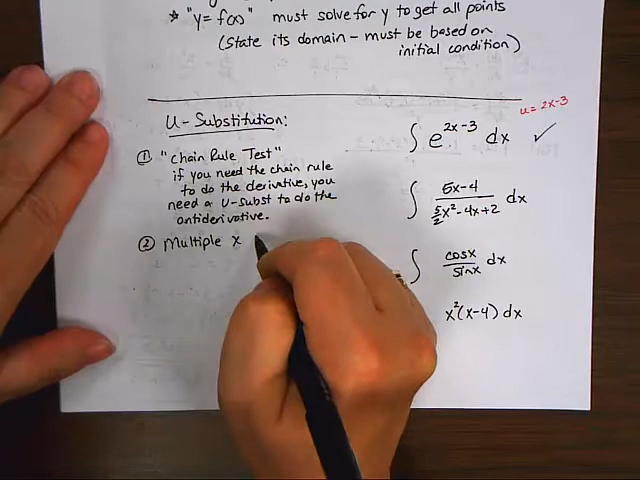 * "y = f(x)" must solve for y to get all points
(State its domain – must be based on
initial condition)
U-Substitution:
① "Chain Rule Test"
if you need the chain rule
to do the derivative, you
need a U-subst to do the
antiderivative.
② Multiple x
u = 2x-3
∫ e^{2x-3} dx ✓
∫ (5x-4)/(5/2 x²-4x+2) dx
∫ cosx/sinx dx
x²(x-4) dx